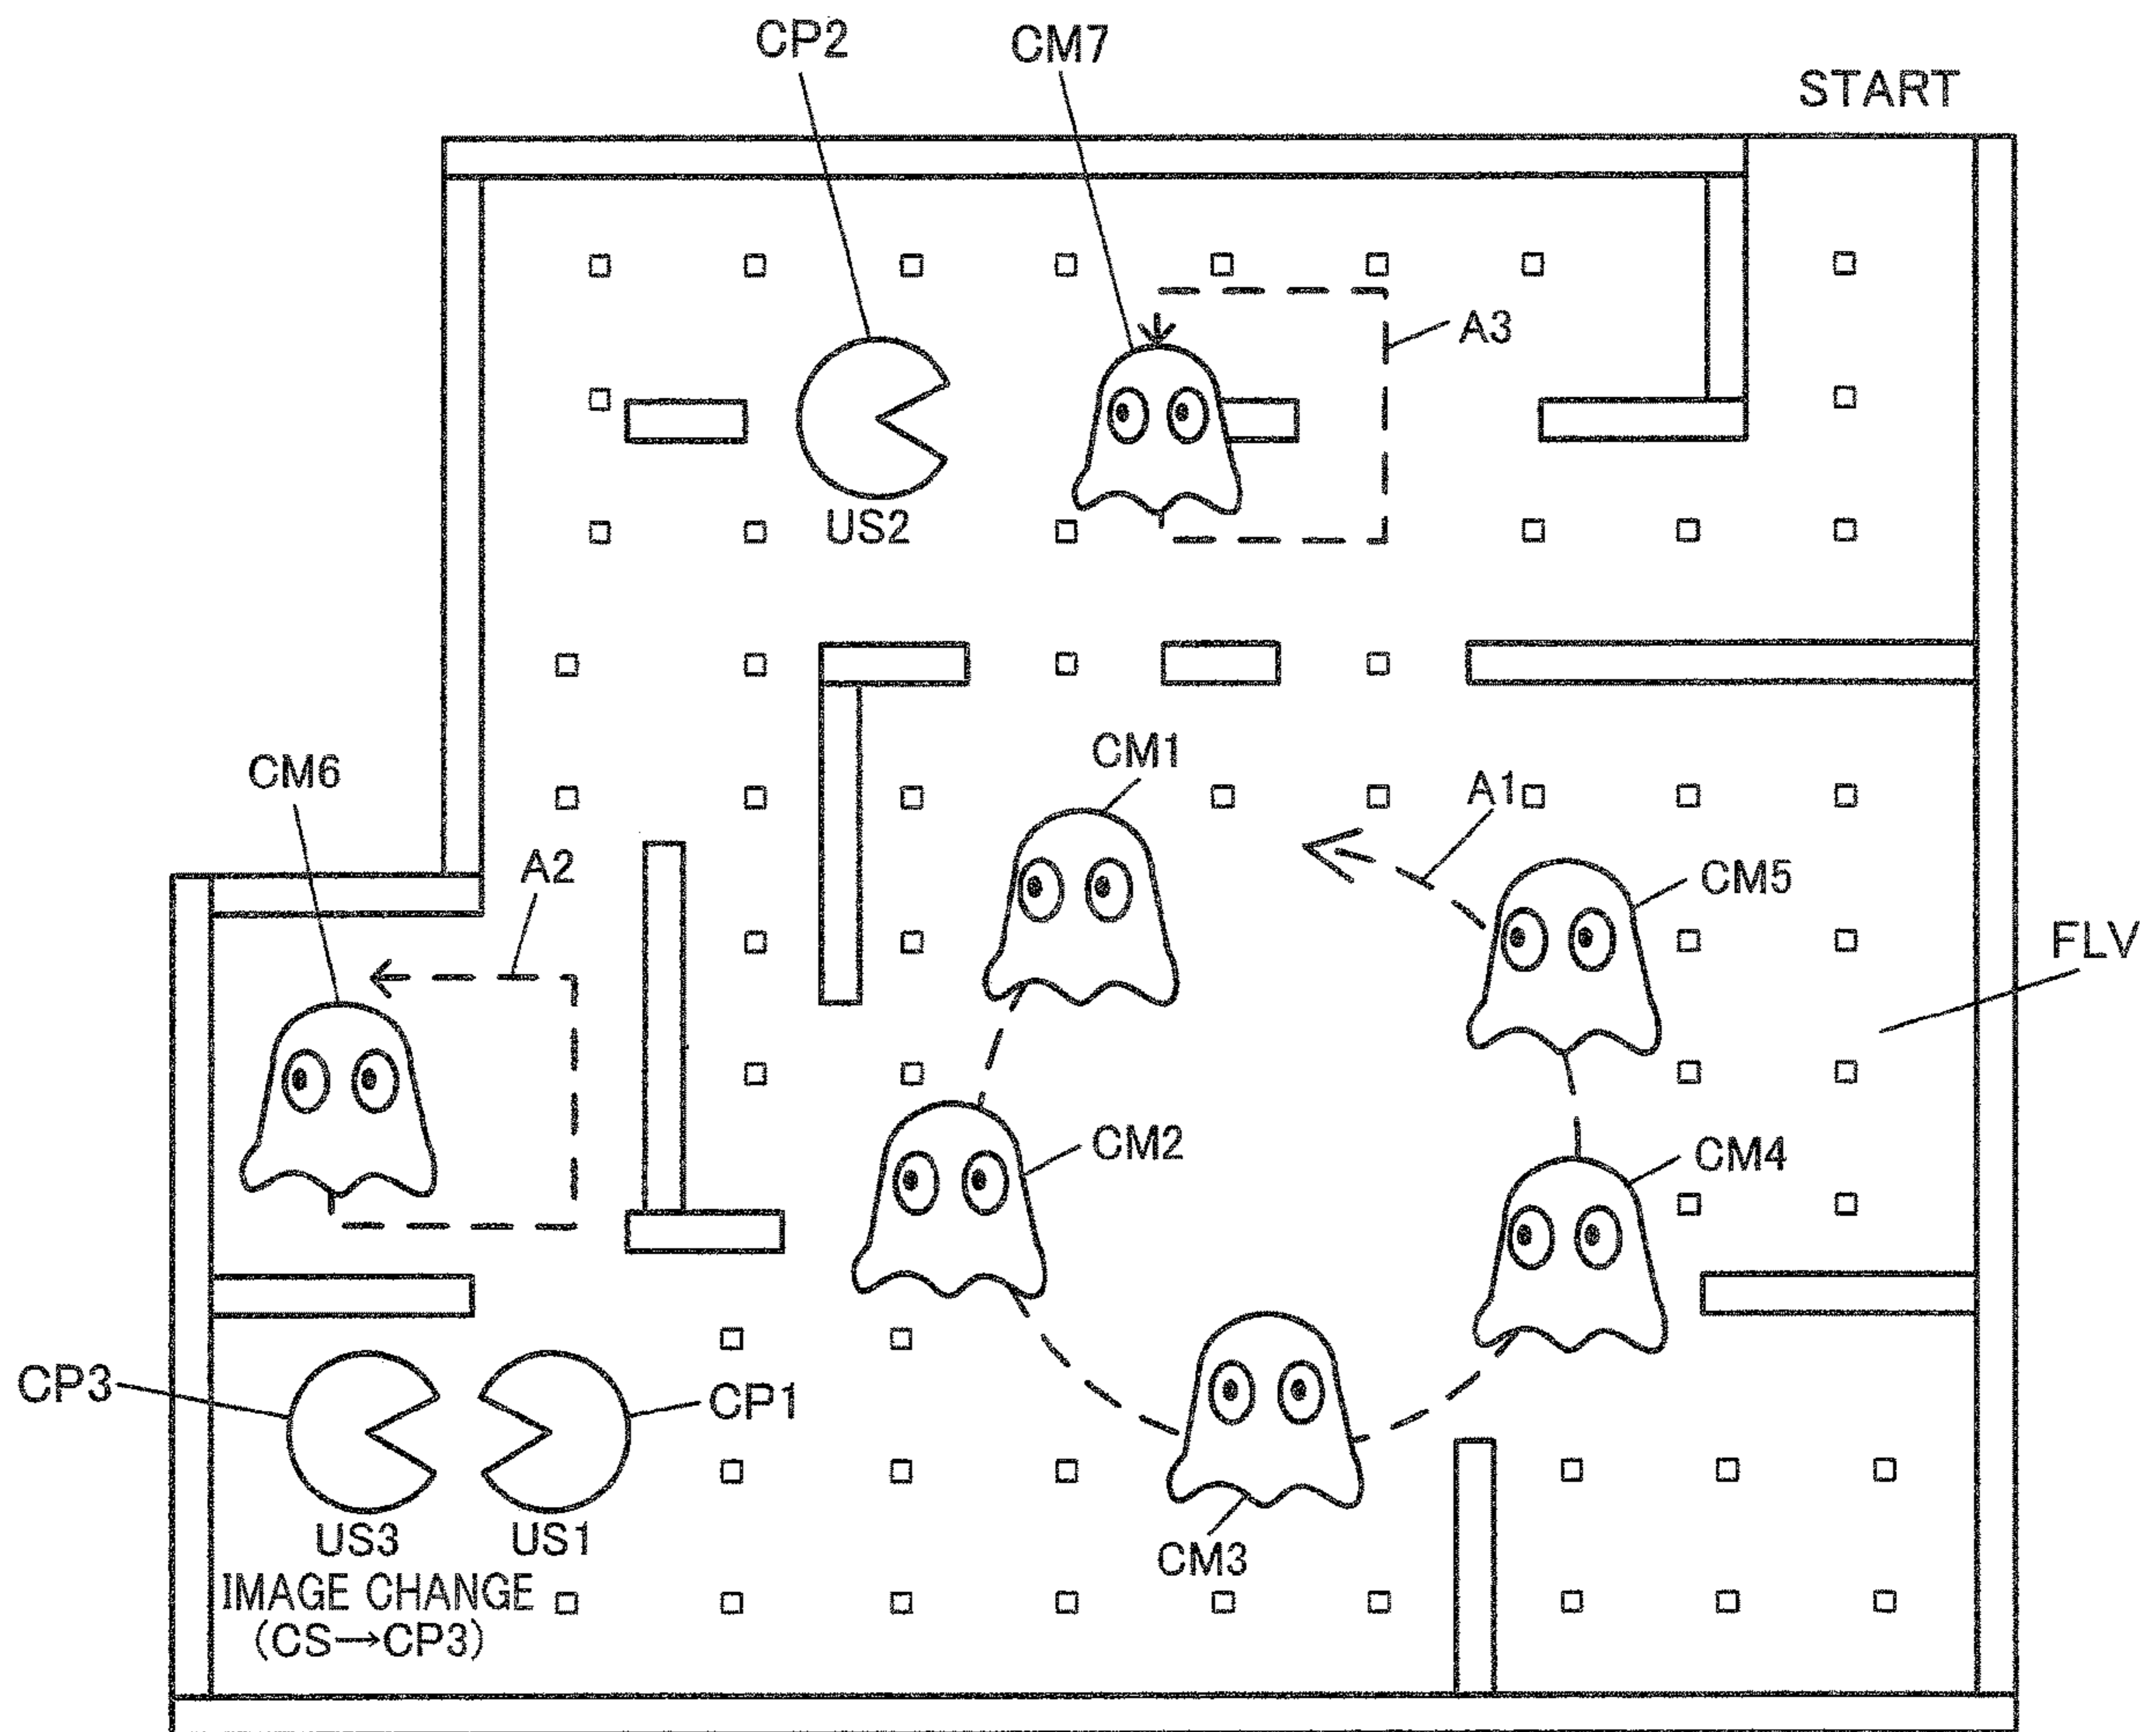 CP2
CM7
START
A3
US2
CM1
CM6
A1
A2
CM5
FLV
CM2
CM4
CP3
CP1
US3
US1
CM3
IMAGE CHANGE
(CS→CP3)